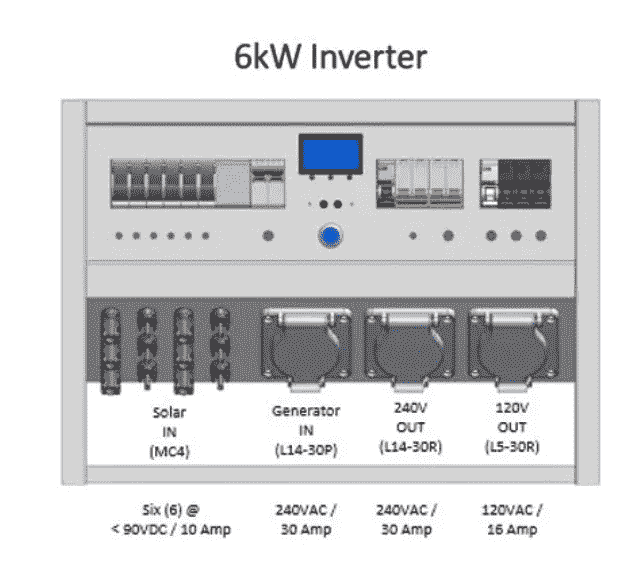 6kW Inverter
Solar
IN
(MC4)
Generator
IN
(L14-30P)
240V
OUT
(L14-30R)
120V
OUT
(L5-30R)
Six (6) @
< 90VDC / 10 Amp
240VAC /
30 Amp
240VAC /
30 Amp
120VAC /
16 Amp